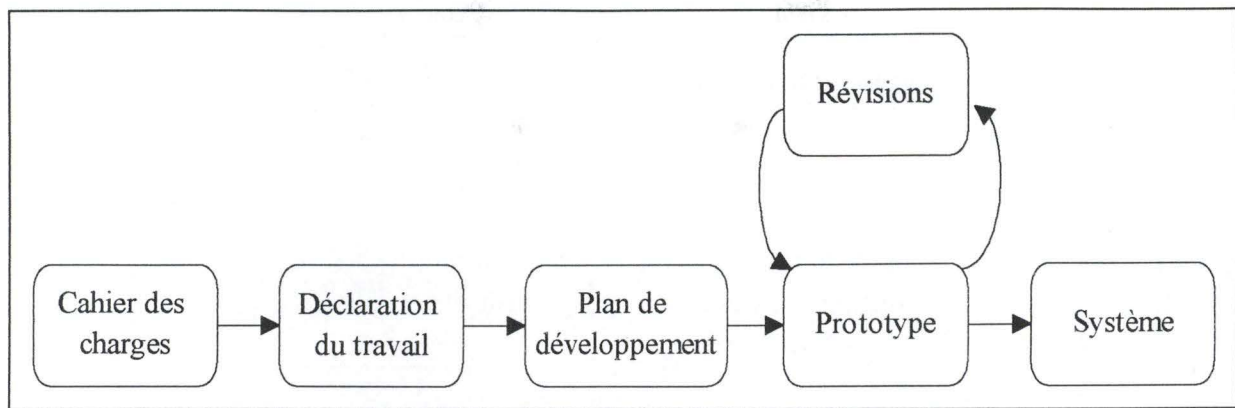 Révisions
Cahier des
charges
Déclaration
du travail
Plan de
développement
Prototype
Système